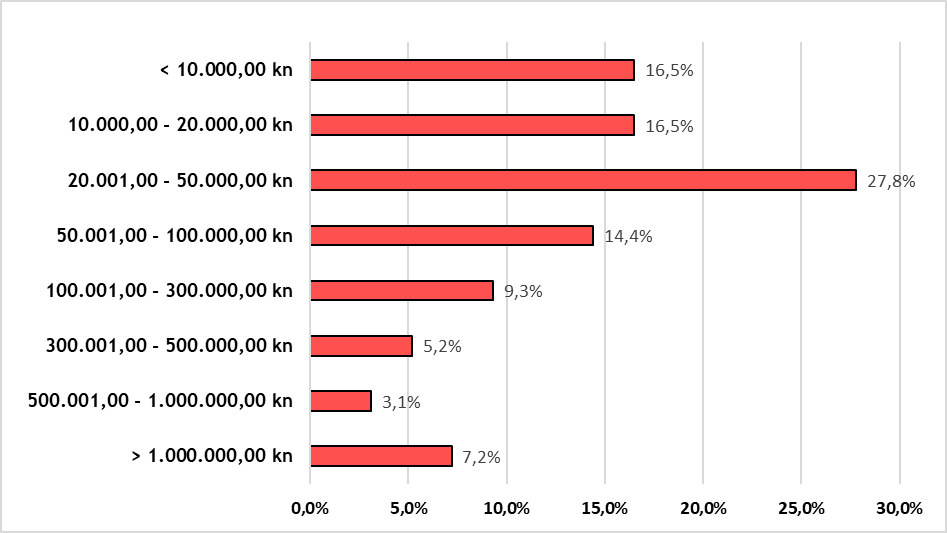 < 10.000,00 kn 16,5%
10.000,00 - 20.000,00 kn 16,5%
20.001,00 - 50.000,00 kn 27,8%
50.001,00 - 100.000,00 kn 14,4%
100.001,00 - 300.000,00 kn 9,3%
300.001,00 - 500.000,00 kn 5,2%
500.001,00 - 1.000.000,00 kn 3,1%
> 1.000.000,00 kn 7,2%
0,0% 5,0% 10,0% 15,0% 20,0% 25,0% 30,0%